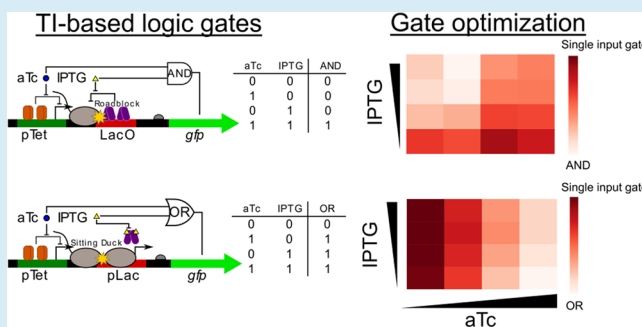 TI-based logic gates
Gate optimization
aTc IPTG
AND
Roadblock
pTet LacO gfp
aTc IPTG AND
0 0 0
1 0 0
0 1 0
1 1 1
IPTG
Single input gate
AND
aTc IPTG
OR
Sitting Duck
pTet pLac gfp
aTc IPTG OR
0 0 0
1 0 1
0 1 1
1 1 1
IPTG
aTc
Single input gate
OR